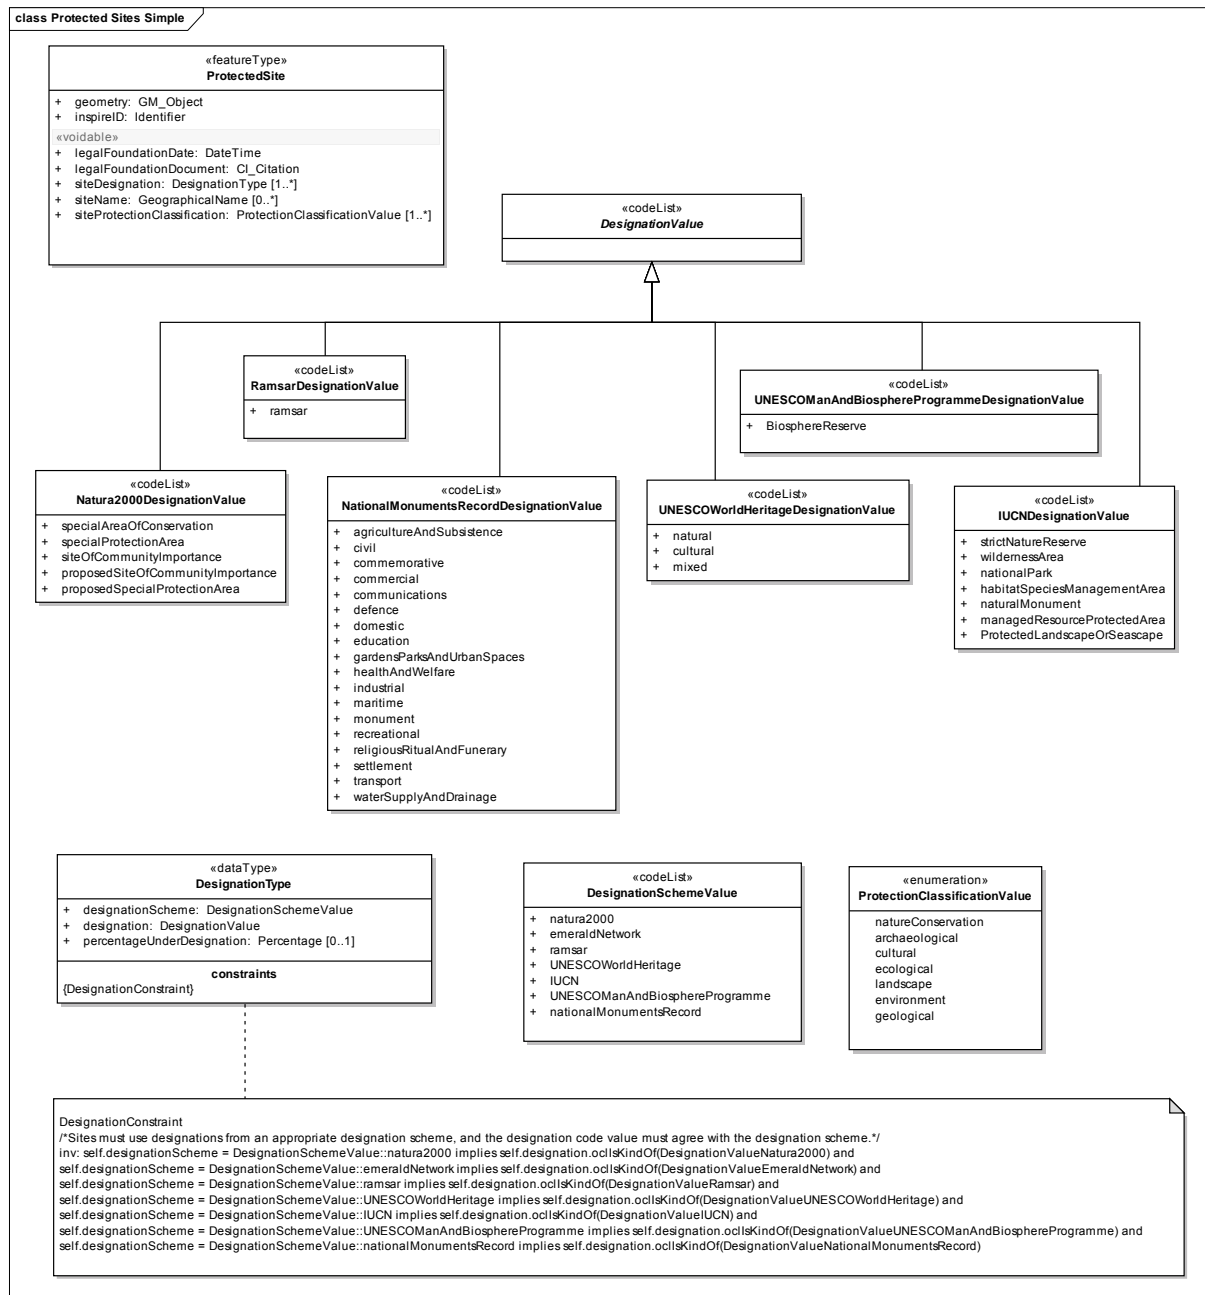 class Protected Sites Simple
«featureType»
ProtectedSite
+ geometry: GM_Object
+ inspireID: Identifier
«voidable»
+ legalFoundationDate: DateTime
+ legalFoundationDocument: CI_Citation
+ siteDesignation: DesignationType [1..*]
+ siteName: GeographicalName [0..*]
+ siteProtectionClassification: ProtectionClassificationValue [1..*]
«codeList»
DesignationValue
«codeList»
RamsarDesignationValue
+ ramsar
«codeList»
UNESCOManAndBiosphereProgrammeDesignationValue
+ BiosphereReserve
«codeList»
Natura2000DesignationValue
+ specialAreaOfConservation
+ specialProtectionArea
+ siteOfCommunityImportance
+ proposedSiteOfCommunityImportance
+ proposedSpecialProtectionArea
«codeList»
NationalMonumentsRecordDesignationValue
+ agricultureAndSubsistence
+ civil
+ commemorative
+ commercial
+ communications
+ defence
+ domestic
+ education
+ gardensParksAndUrbanSpaces
+ healthAndWelfare
+ industrial
+ maritime
+ monument
+ recreational
+ religiousRitualAndFunerary
+ settlement
+ transport
+ waterSupplyAndDrainage
«codeList»
UNESCOWorldHeritageDesignationValue
+ natural
+ cultural
+ mixed
«codeList»
IUCNDesignationValue
+ strictNatureReserve
+ wildernessArea
+ nationalPark
+ habitatSpeciesManagementArea
+ naturalMonument
+ managedResourceProtectedArea
+ ProtectedLandscapeOrSeascape
«dataType»
DesignationType
+ designationScheme: DesignationSchemeValue
+ designation: DesignationValue
+ percentageUnderDesignation: Percentage [0..1]
constraints
{DesignationConstraint}
«codeList»
DesignationSchemeValue
+ natura2000
+ emeraldNetwork
+ ramsar
+ UNESCOWorldHeritage
+ IUCN
+ UNESCOManAndBiosphereProgramme
+ nationalMonumentsRecord
«enumeration»
ProtectionClassificationValue
natureConservation
archaeological
cultural
ecological
landscape
environment
geological
DesignationConstraint
/*Sites must use designations from an appropriate designation scheme, and the designation code value must agree with the designation scheme.*/
inv: self.designationScheme = DesignationSchemeValue::natura2000 implies self.designation.oclIsKindOf(DesignationValueNatura2000) and
self.designationScheme = DesignationSchemeValue::emeraldNetwork implies self.designation.oclIsKindOf(DesignationValueEmeraldNetwork) and
self.designationScheme = DesignationSchemeValue::ramsar implies self.designation.oclIsKindOf(DesignationValueRamsar) and
self.designationScheme = DesignationSchemeValue::UNESCOWorldHeritage implies self.designation.oclIsKindOf(DesignationValueUNESCOWorldHeritage) and
self.designationScheme = DesignationSchemeValue::IUCN implies self.designation.oclIsKindOf(DesignationValueIUCN) and
self.designationScheme = DesignationSchemeValue::UNESCOManAndBiosphereProgramme implies self.designation.oclIsKindOf(DesignationValueUNESCOManAndBiosphereProgramme) and
self.designationScheme = DesignationSchemeValue::nationalMonumentsRecord implies self.designation.oclIsKindOf(DesignationValueNationalMonumentsRecord)